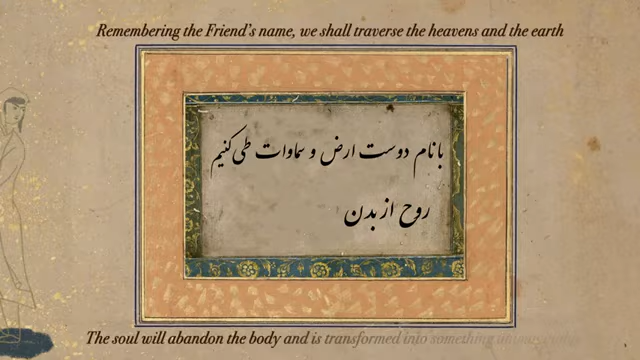 Remembering the Friend's name, we shall traverse the heavens and the earth
با نام دوست ارض و سماوات طی کنیم
روح از بدن
The soul will abandon the body and is transformed into something